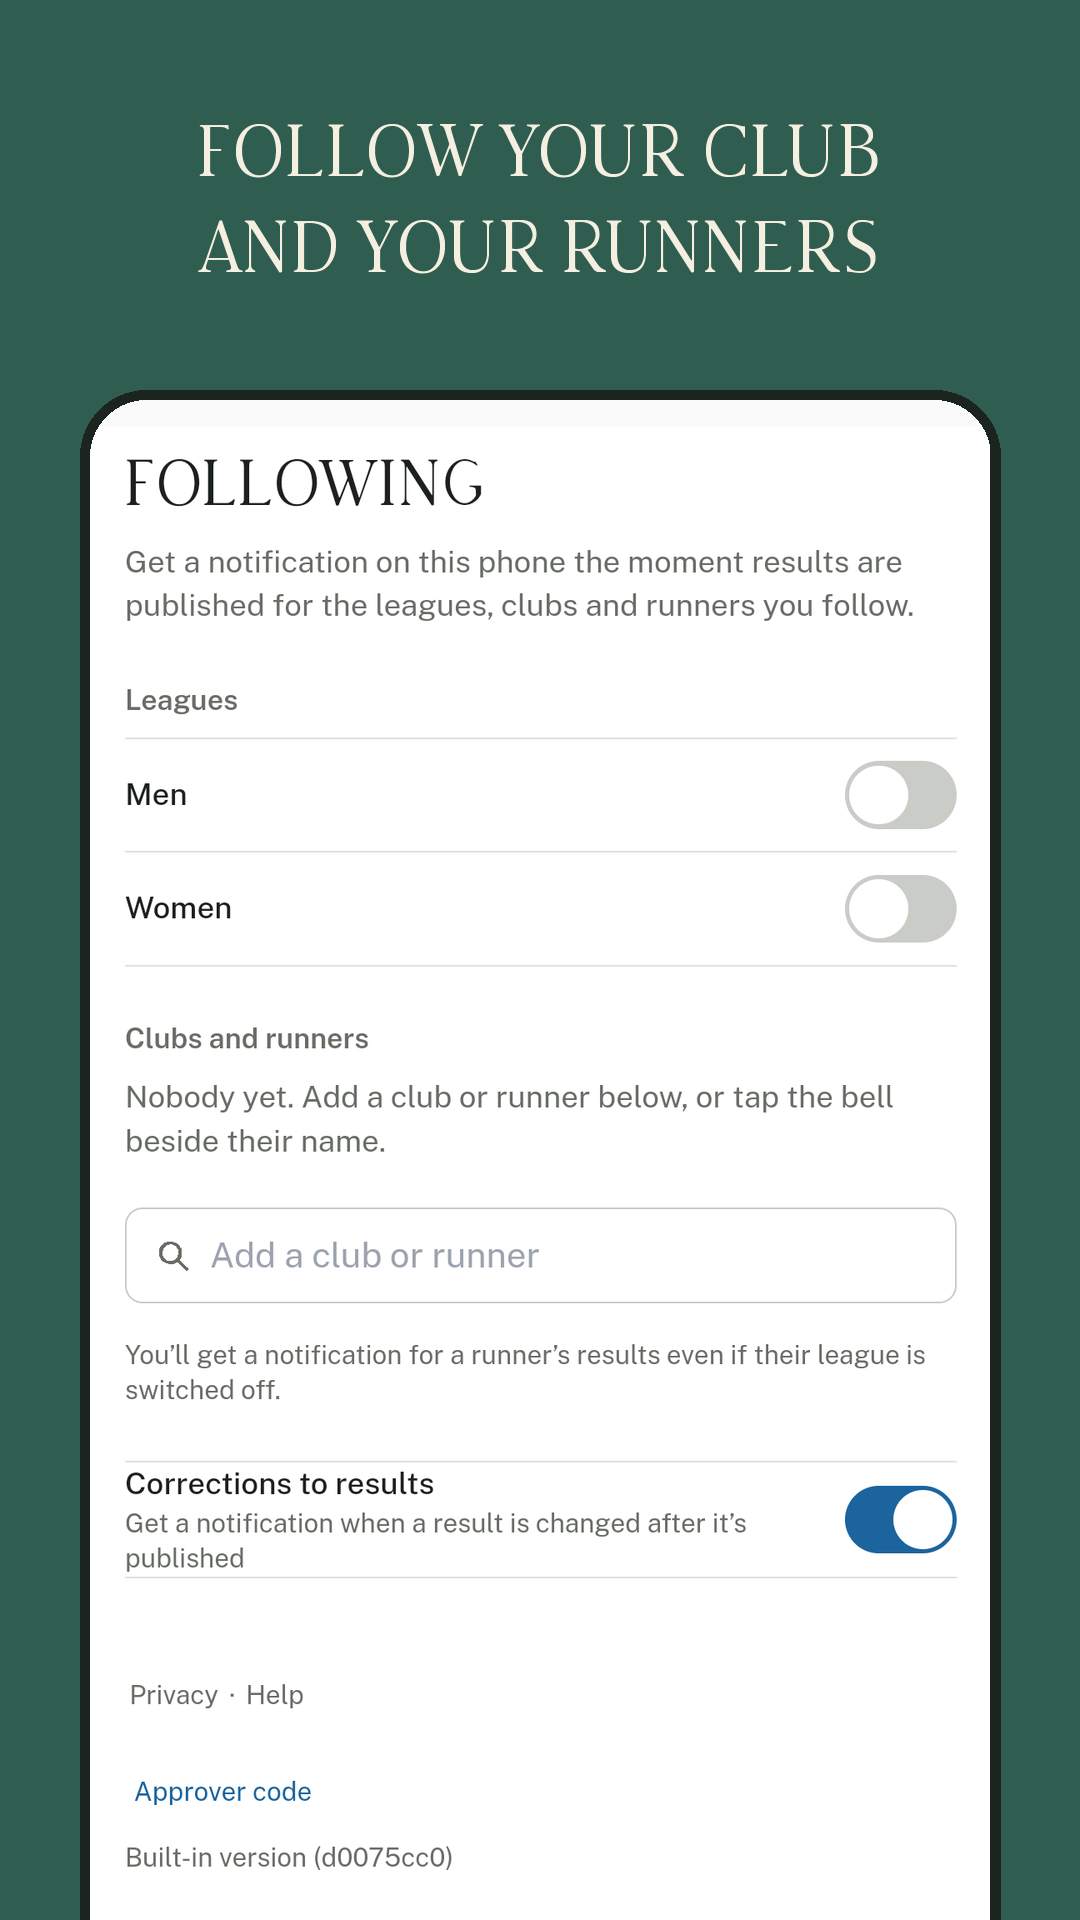 FOLLOW YOUR CLUB
AND YOUR RUNNERS
FOLLOWING
Get a notification on this phone the moment results are
published for the leagues, clubs and runners you follow.
Leagues
Men
Women
Clubs and runners
Nobody yet. Add a club or runner below, or tap the bell
beside their name.
Add a club or runner
You’ll get a notification for a runner’s results even if their league is
switched off.
Corrections to results
Get a notification when a result is changed after it’s
published
Privacy · Help
Approver code
Built-in version (d0075cc0)